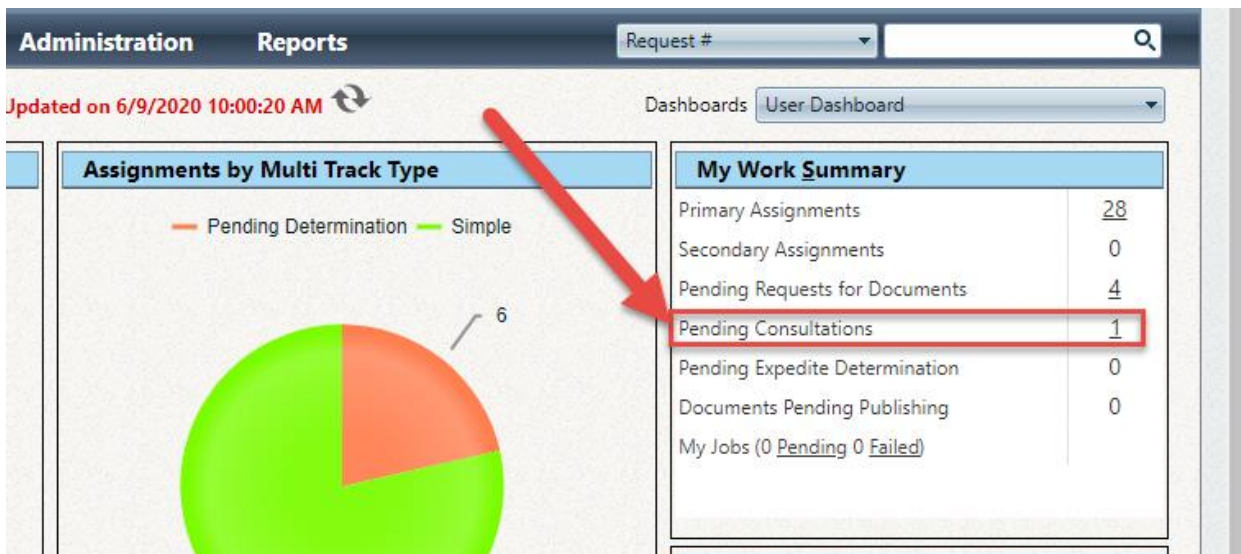 Administration Reports Request #
Updated on 6/9/2020 10:00:20 AM Dashboards User Dashboard
Assignments by Multi Track Type
Pending Determination Simple
6
My Work Summary
Primary Assignments 28
Secondary Assignments 0
Pending Requests for Documents 4
Pending Consultations 1
Pending Expedite Determination 0
Documents Pending Publishing 0
My Jobs (0 Pending 0 Failed)